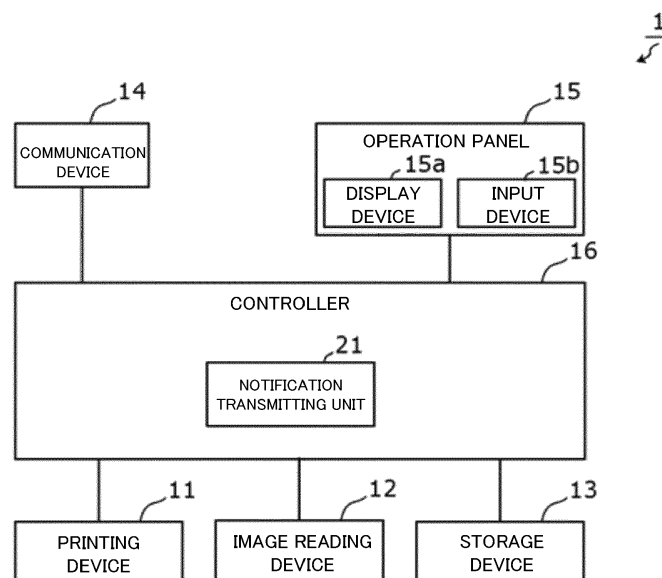 1
14
15
COMMUNICATION
DEVICE
OPERATION PANEL
15a
15b
DISPLAY
DEVICE
INPUT
DEVICE
16
CONTROLLER
21
NOTIFICATION
TRANSMITTING UNIT
11
12
13
PRINTING
DEVICE
IMAGE READING
DEVICE
STORAGE
DEVICE